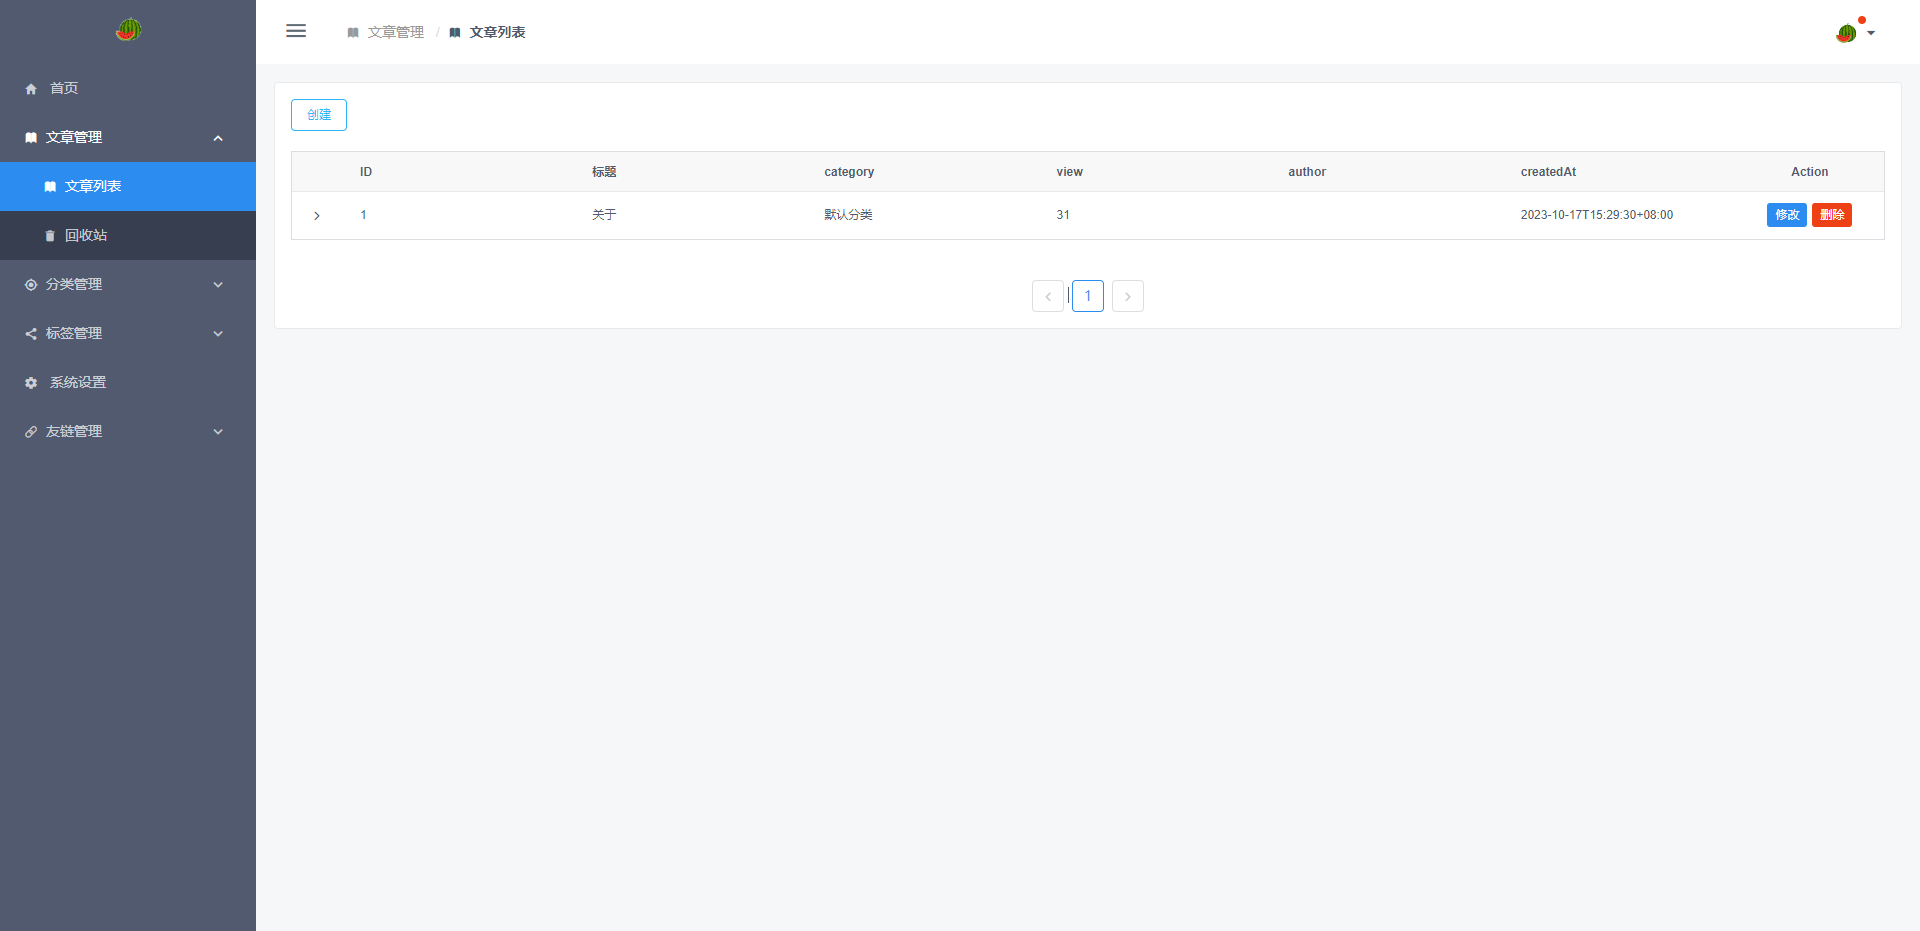 首页
文章管理
文章列表
回收站
分类管理
标签管理
系统设置
友链管理
文章管理 / 文章列表
创建
ID 标题 category view author createdAt Action
1 关于 默认分类 31 2023-10-17T15:29:30+08:00 修改 删除
1